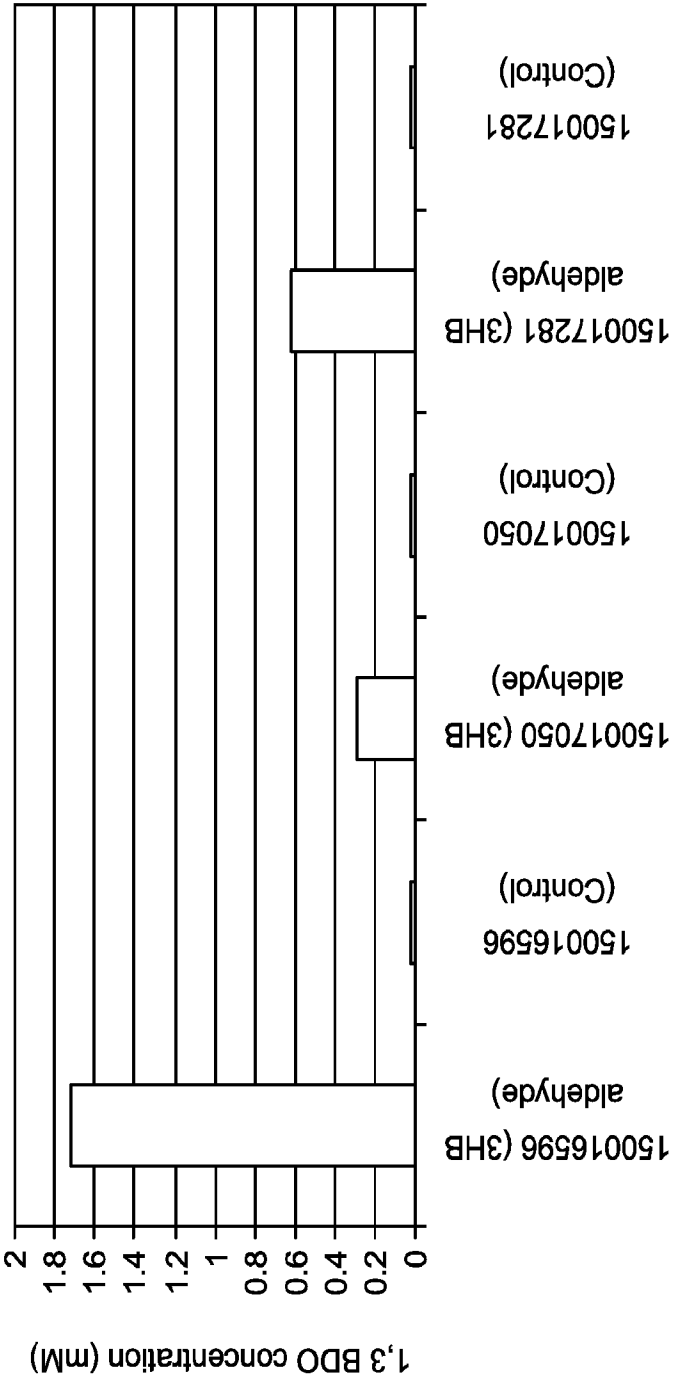 1,3 BDO concentration (mM)
2
1.8
1.6
1.4
1.2
1
0.8
0.6
0.4
0.2
0
150016596 (3HB
aldehyde)
150016596
(Control)
150017050 (3HB
aldehyde)
150017050
(Control)
150017281 (3HB
aldehyde)
150017281
(Control)